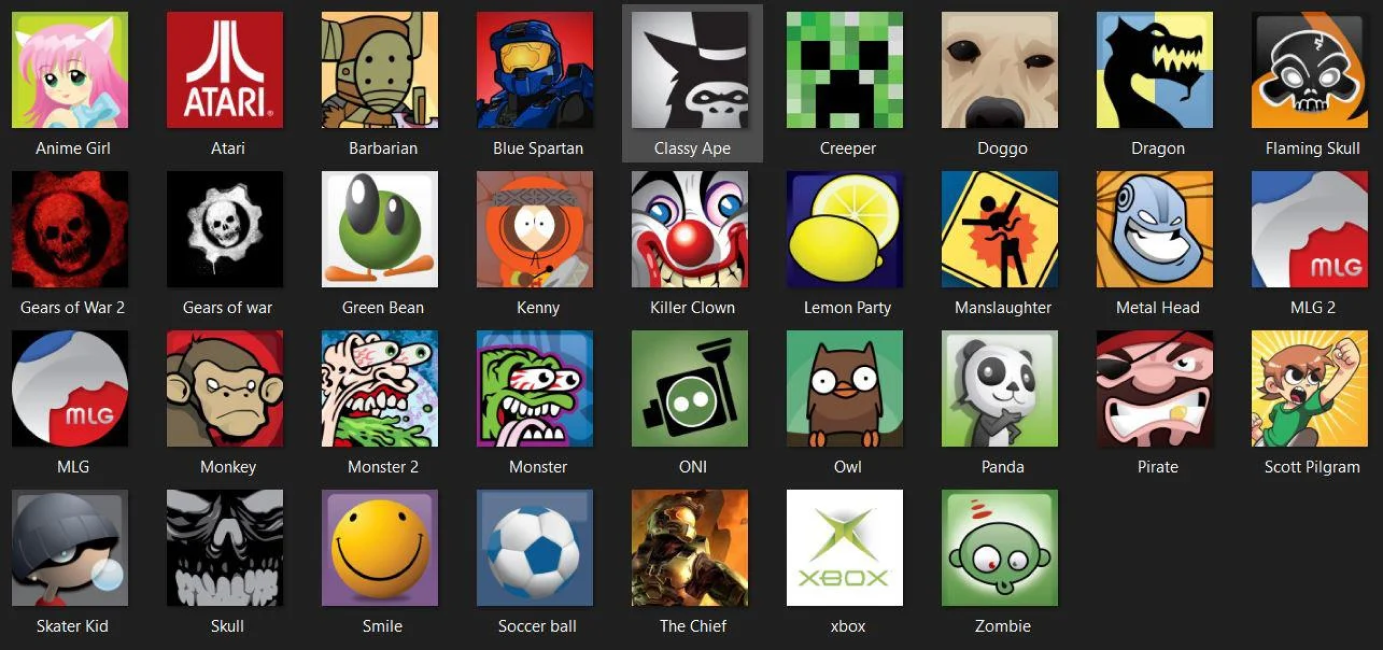 ATARI®
Anime Girl
Atari
Barbarian
Blue Spartan
Classy Ape
Creeper
Doggo
Dragon
Flaming Skull
MLG
Gears of War 2
Gears of war
Green Bean
Kenny
Killer Clown
Lemon Party
Manslaughter
Metal Head
MLG 2
MLG
MLG
Monkey
Monster 2
Monster
ONI
Owl
Panda
Pirate
Scott Pilgram
XBOX
Skater Kid
Skull
Smile
Soccer ball
The Chief
xbox
Zombie